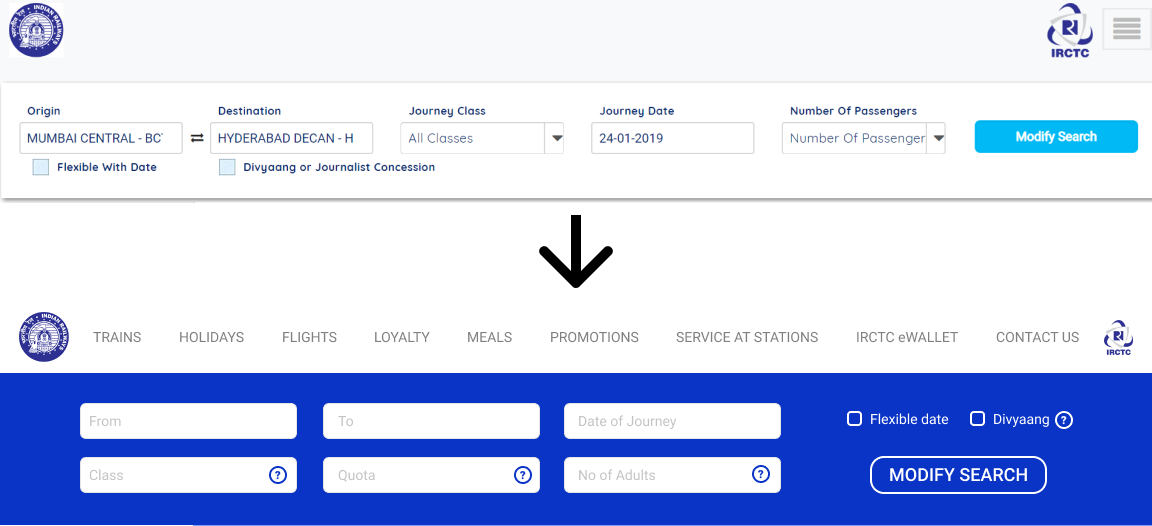 INDIAN RAILWAYS
IRCTC
Origin Destination Journey Class Journey Date Number Of Passengers
MUMBAI CENTRAL - BC HYDERABAD DECAN - H All Classes 24-01-2019 Number Of Passenger Modify Search
Flexible With Date Divyaang or Journalist Concession
INDIAN RAILWAYS
TRAINS HOLIDAYS FLIGHTS LOYALTY MEALS PROMOTIONS SERVICE AT STATIONS IRCTC eWALLET CONTACT US
IRCTC
From To Date of Journey Flexible date Divyaang ?
Class ? Quota ? No of Adults ? MODIFY SEARCH